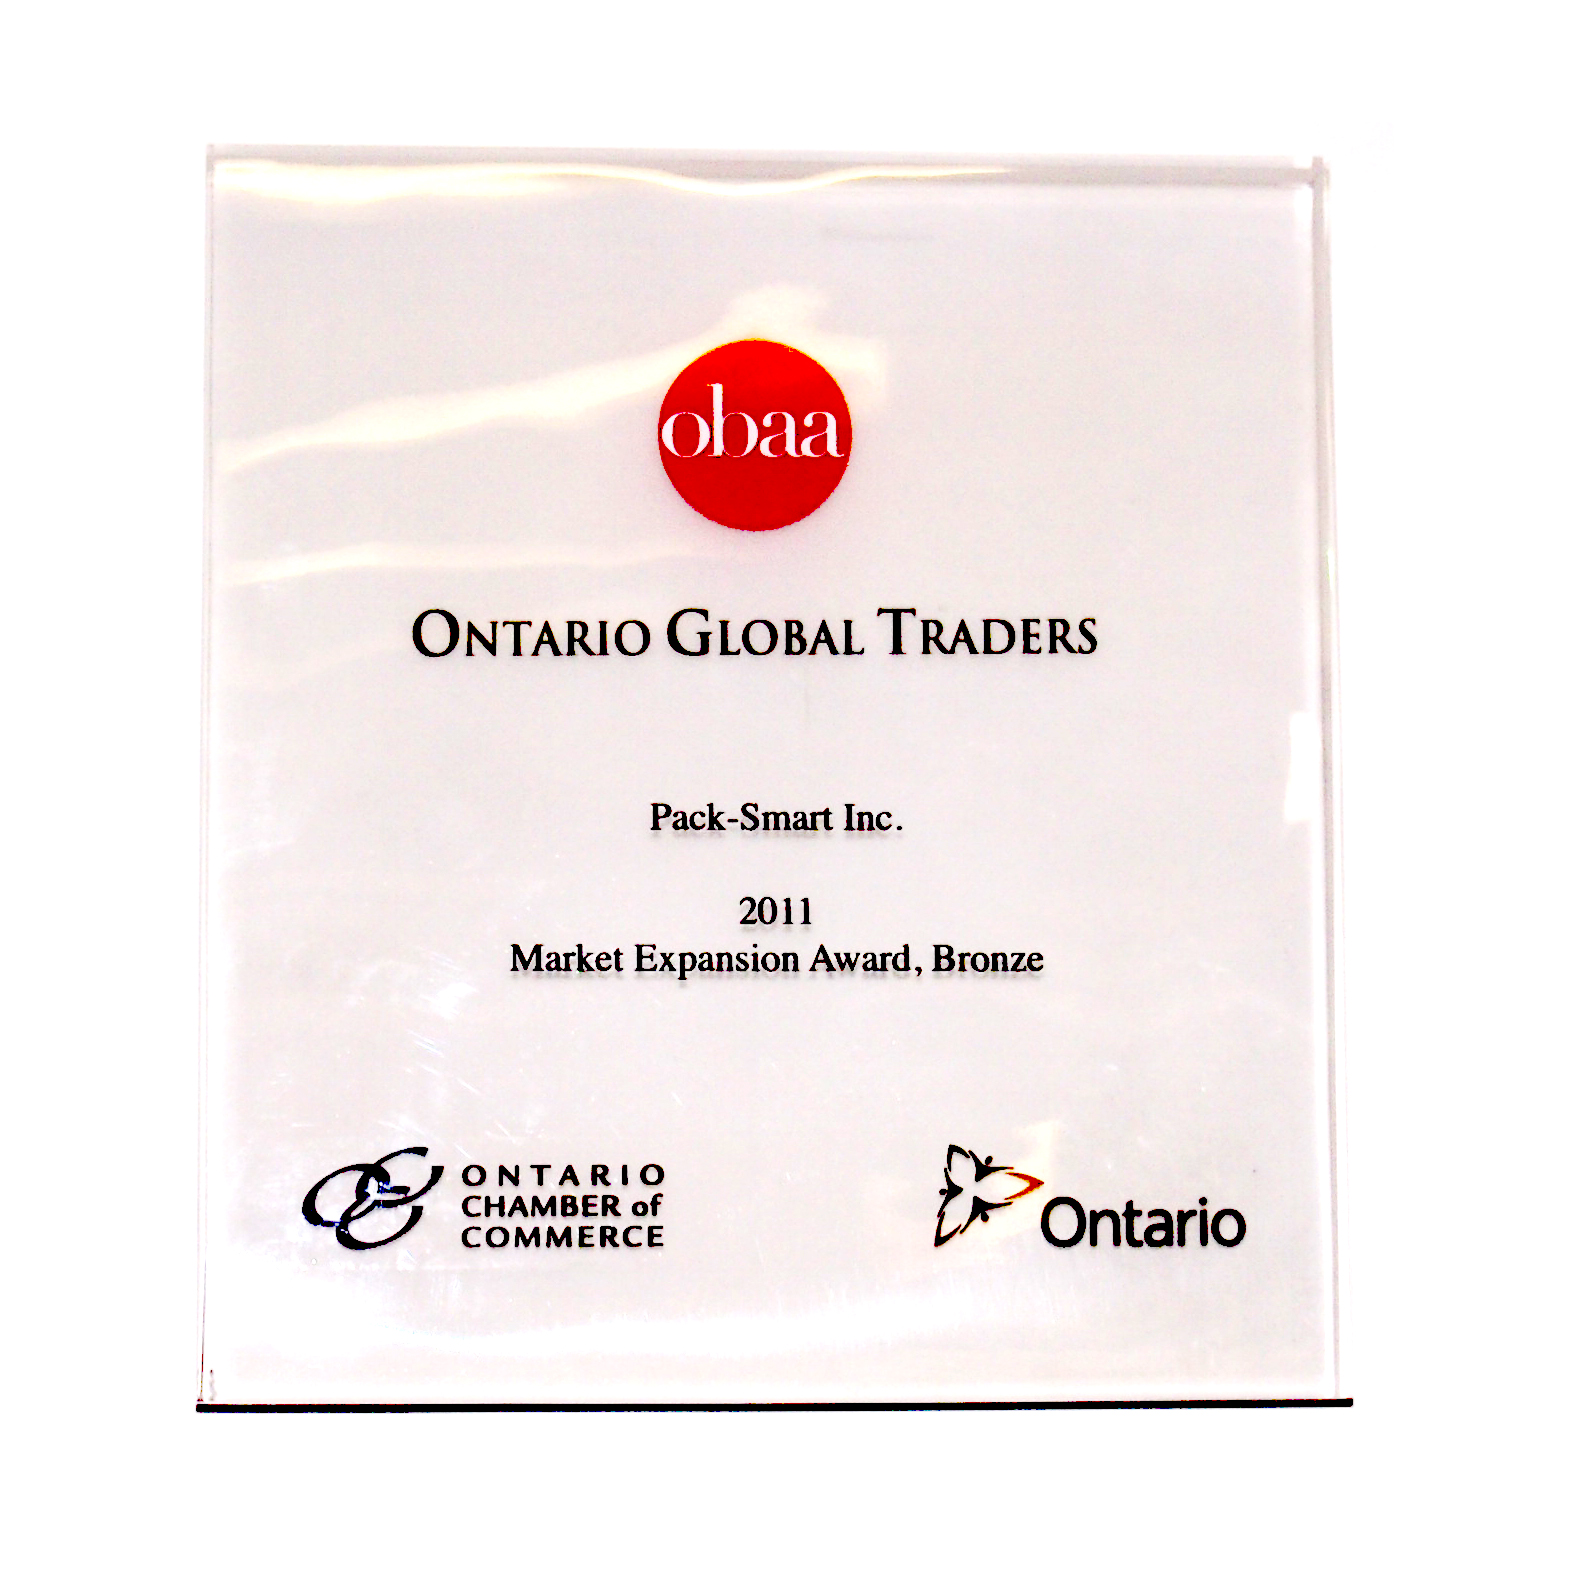 obaa
ONTARIO GLOBAL TRADERS
Pack-Smart Inc.
2011
Market Expansion Award, Bronze
ONTARIO
CHAMBER of
COMMERCE
Ontario